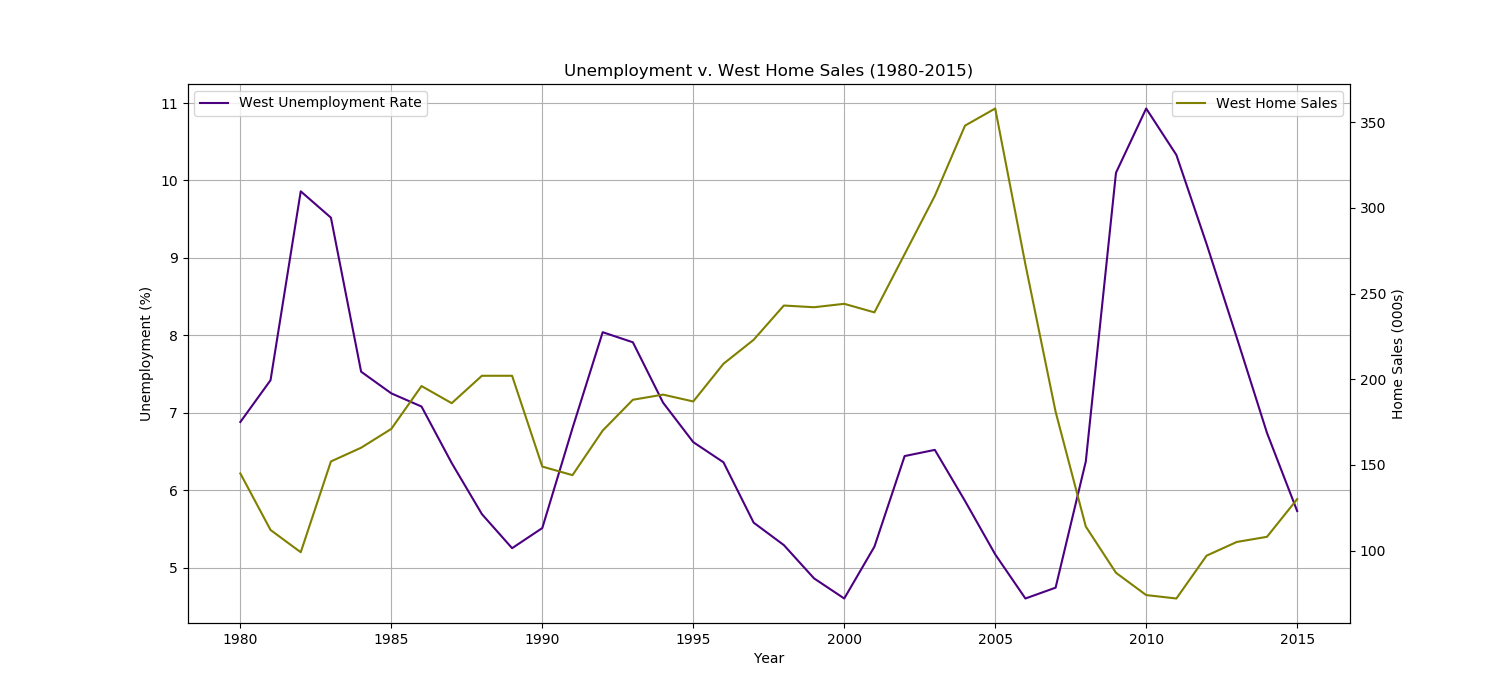 Unemployment v. West Home Sales (1980-2015)
West Unemployment Rate
West Home Sales
Unemployment (%)
11
10
9
8
7
6
5
350
300
250
200
150
100
Home Sales (000s)
1980 1985 1990 1995 2000 2005 2010 2015
Year